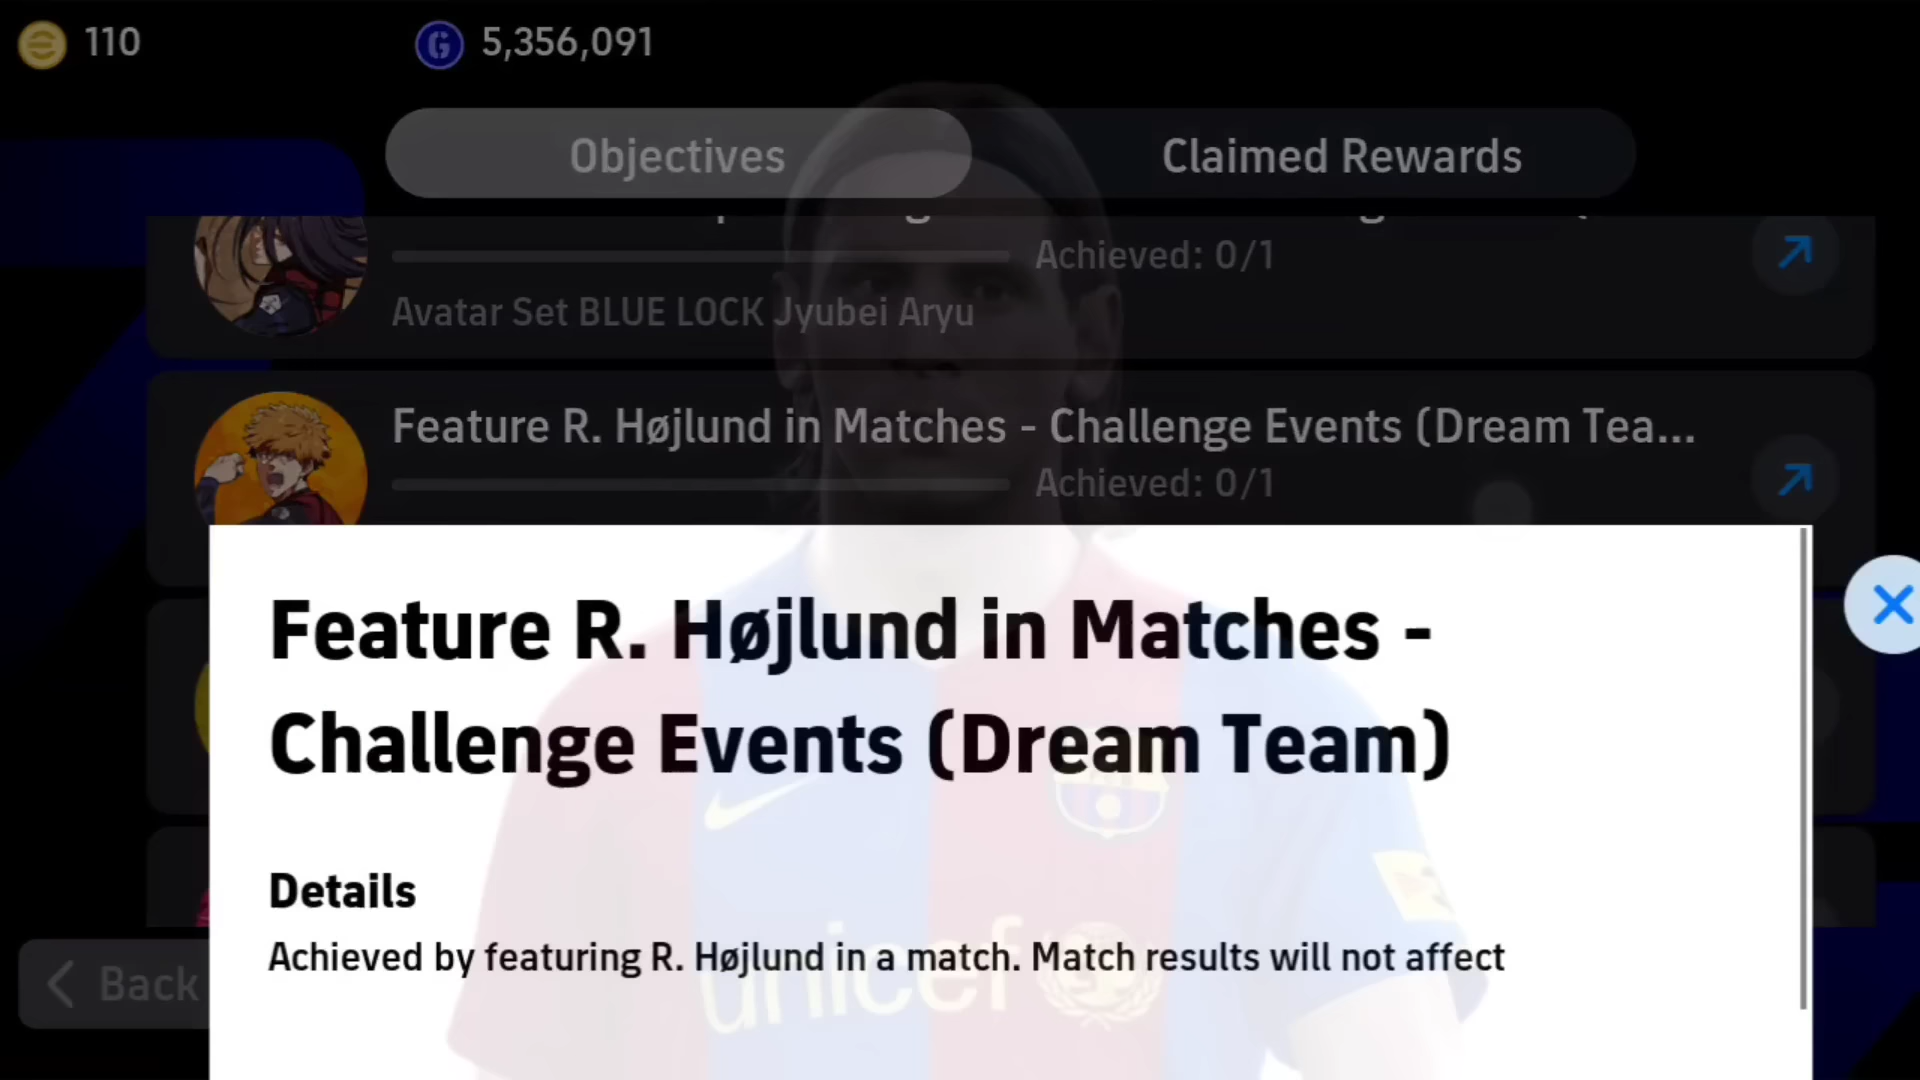 110
5,356,091
Objectives
Claimed Rewards
Achieved: 0/1
Avatar Set BLUE LOCK Jyubei Aryu
Feature R. Højlund in Matches - Challenge Events (Dream Tea...
Achieved: 0/1
Feature R. Højlund in Matches -
Challenge Events (Dream Team)
Details
Achieved by featuring R. Højlund in a match. Match results will not affect
unicef
Back